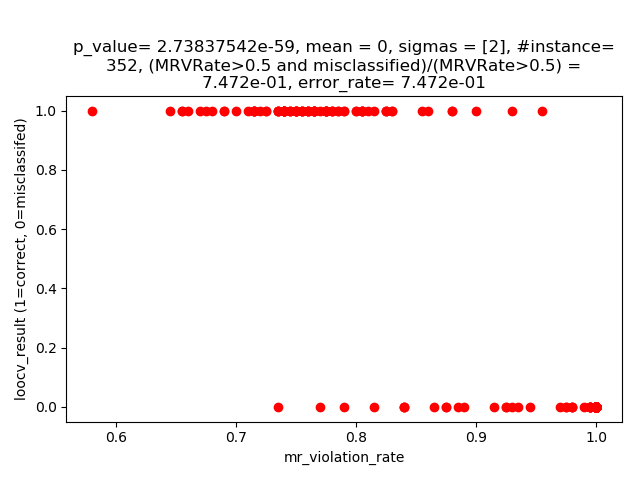 p_value= 2.73837542e-59, mean = 0, sigmas = [2], #instance=
352, (MRVRate>0.5 and misclassified)/(MRVRate>0.5) =
7.472e-01, error_rate= 7.472e-01
loocv_result (1=correct, 0=misclassifed)
1.0
0.8
0.6
0.4
0.2
0.0
0.6 0.7 0.8 0.9 1.0
mr_violation_rate